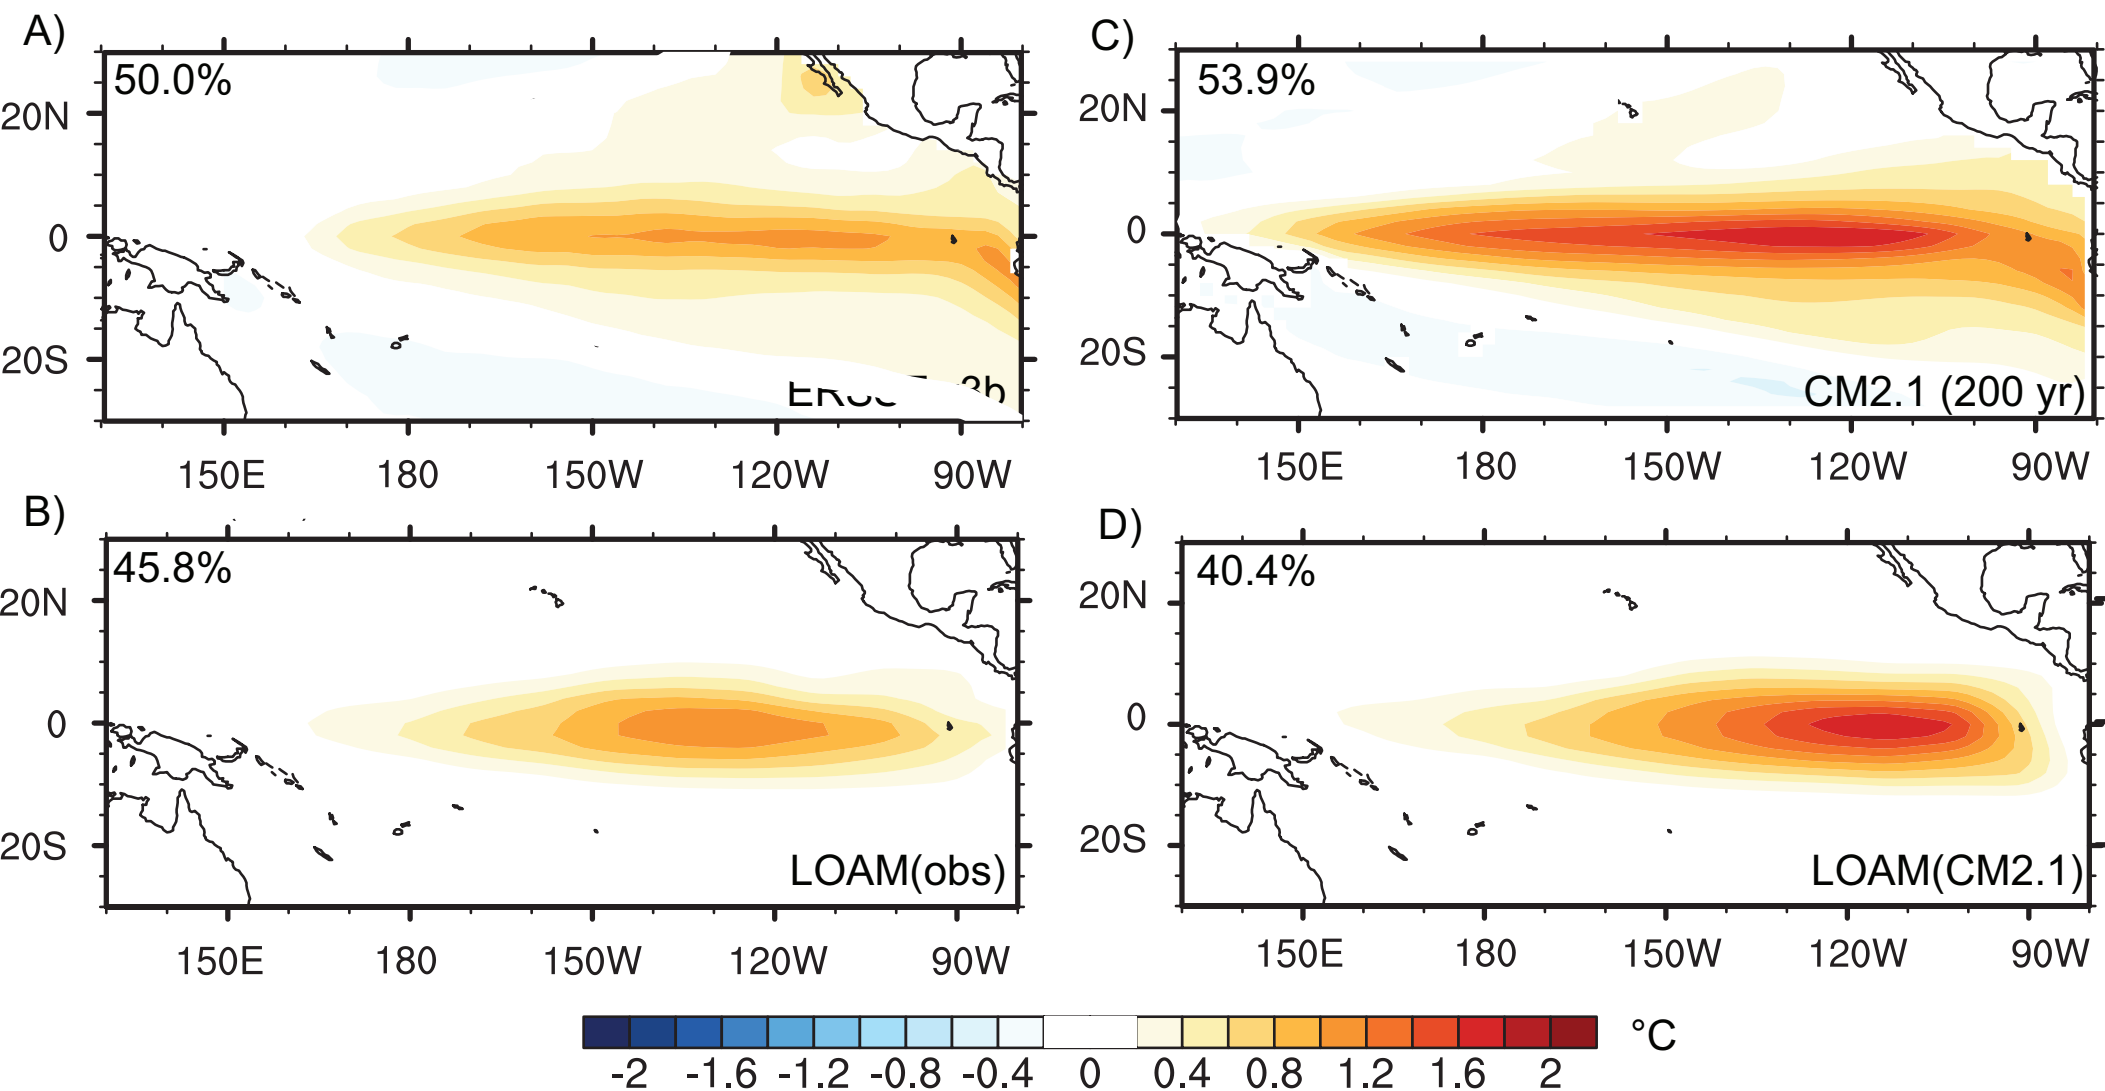 A)
50.0%
20N
0
20S
150E 180 150W 120W 90W
C)
53.9%
20N
0
20S
CM2.1 (200 yr)
150E 180 150W 120W 90W
B)
45.8%
20N
0
20S
LOAM(obs)
150E 180 150W 120W 90W
D)
40.4%
20N
0
20S
LOAM(CM2.1)
150E 180 150W 120W 90W
-2 -1.6 -1.2 -0.8 -0.4 0 0.4 0.8 1.2 1.6 2 °C